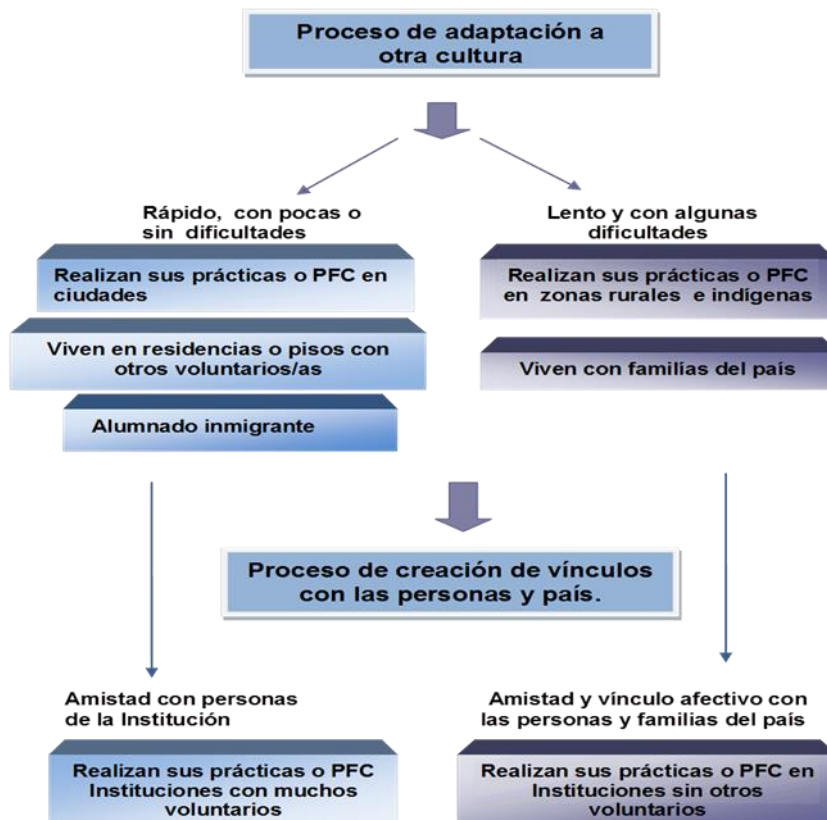 Proceso de adaptación a
otra cultura
Rápido, con pocas o
sin dificultades
Realizan sus prácticas o PFC en
ciudades
Viven en residencias o pisos con
otros voluntarios/as
Alumnado inmigrante
Lento y con algunas
dificultades
Realizan sus prácticas o PFC
en zonas rurales e indígenas
Viven con familias del país
Proceso de creación de vínculos
con las personas y país.
Amistad con personas
de la Institución
Realizan sus prácticas o PFC
Instituciones con muchos
voluntarios
Amistad y vínculo afectivo con
las personas y familias del país
Realizan sus prácticas o PFC en
Instituciones sin otros
voluntarios